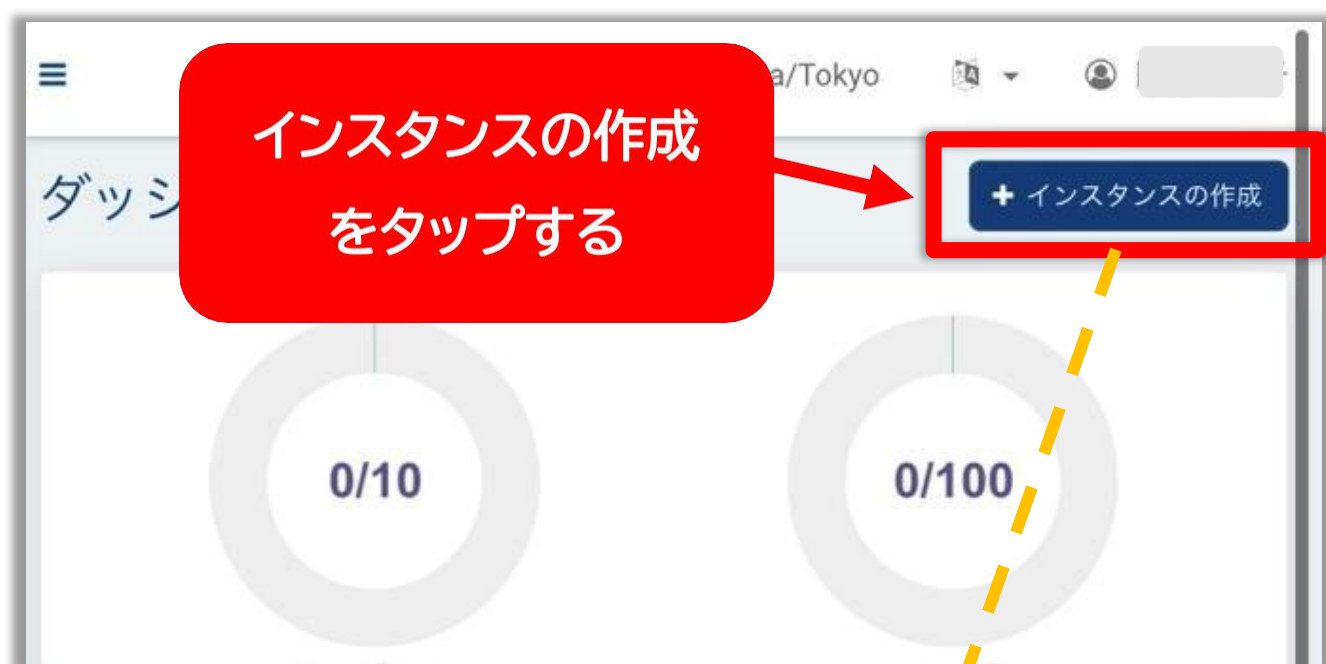 a/Tokyo
インスタンスの作成
をタップする
ダッシ
+ インスタンスの作成
0/10
0/100